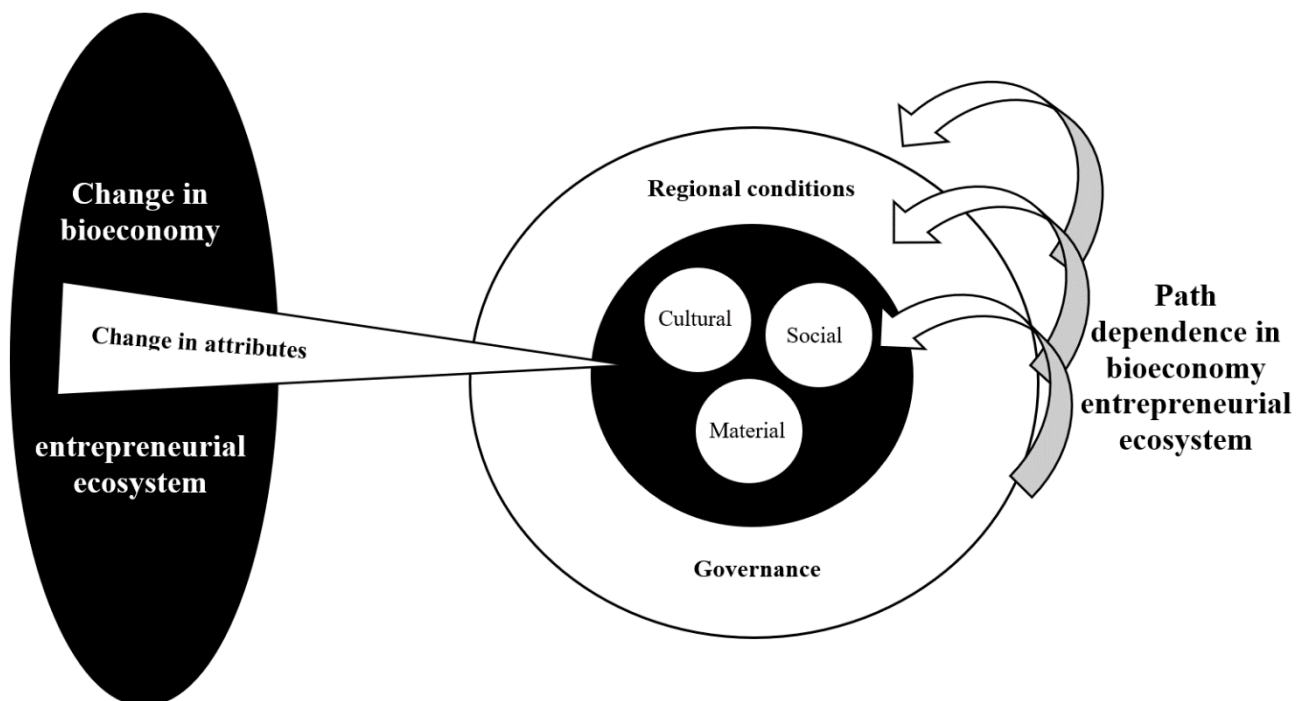 Change in
bioeconomy
Change in attributes
entrepreneurial
ecosystem
Regional conditions
Cultural
Social
Material
Governance
Path
dependence in
bioeconomy
entrepreneurial
ecosystem